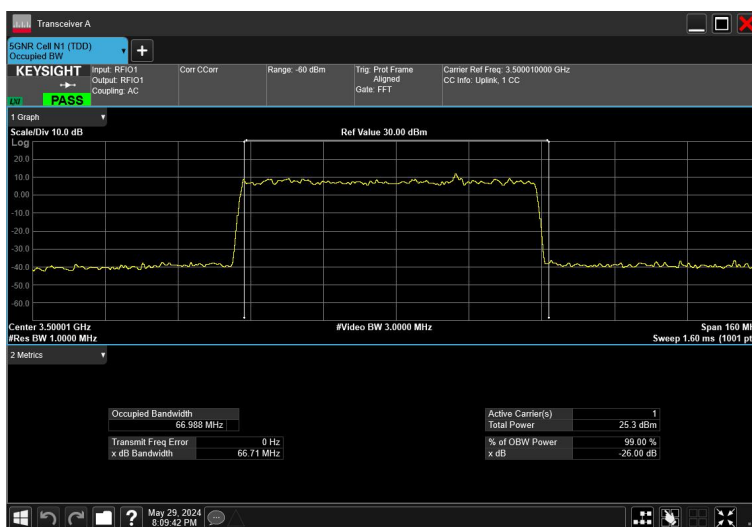 Transceiver A
5GNR Cell N1 (TDD)
Occupied BW
KEYSIGHT
LXI
PASS
Input: RFIO1
Output: RFIO1
Coupling: AC
Corr CCorr
Range: -60 dBm
Trig: Prot Frame
Aligned
Gate: FFT
Carrier Ref Freq: 3.500010000 GHz
CC Info: Uplink, 1 CC
1 Graph
Scale/Div 10.0 dB
Ref Value 30.00 dBm
Log
20.0
10.0
0.00
-10.0
-20.0
-30.0
-40.0
-50.0
-60.0
Center 3.50001 GHz
#Video BW 3.0000 MHz
Span 160 MH
#Res BW 1.0000 MHz
Sweep 1.60 ms (1001 pt
2 Metrics
Occupied Bandwidth
66.988 MHz
Transmit Freq Error 0 Hz
x dB Bandwidth 66.71 MHz
Active Carrier(s) 1
Total Power 25.3 dBm
% of OBW Power 99.00 %
x dB -26.00 dB
?
May 29, 2024
8:09:42 PM